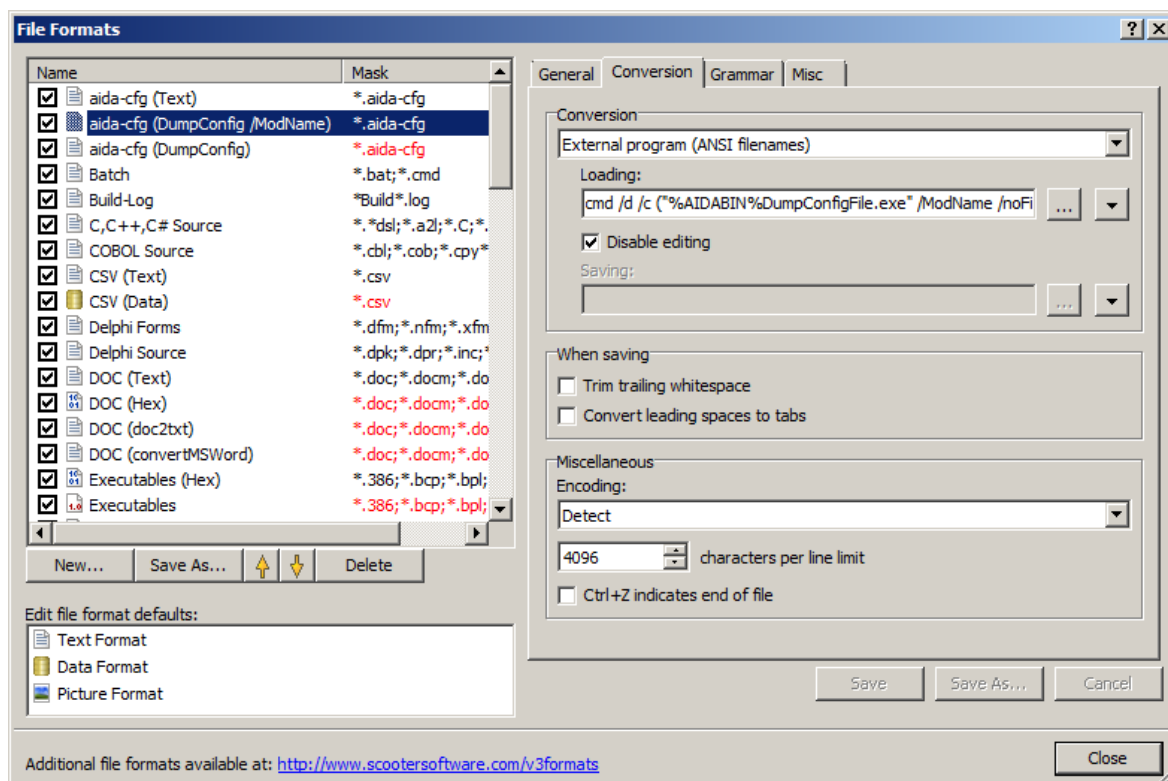 File Formats
Name Mask
aida-cfg (Text) *.aida-cfg
aida-cfg (DumpConfig /ModName) *.aida-cfg
aida-cfg (DumpConfig) *.aida-cfg
Batch *.bat;*.cmd
Build-Log *Build*.log
C,C++,C# Source *.*dsl;*.a2l;*.C;*.
COBOL Source *.cbl;*.cob;*.cpy*
CSV (Text) *.csv
CSV (Data) *.csv
Delphi Forms *.dfm;*.nfm;*.xfm
Delphi Source *.dpk;*.dpr;*.inc;*
DOC (Text) *.doc;*.docm;*.do
DOC (Hex) *.doc;*.docm;*.do
DOC (doc2txt) *.doc;*.docm;*.do
DOC (convertMSWord) *.doc;*.docm;*.do
Executables (Hex) *.386;*.bcp;*.bpl;
Executables *.386;*.bcp;*.bpl;
New... Save As... Delete
Edit file format defaults:
Text Format
Data Format
Picture Format
General Conversion Grammar Misc
Conversion
External program (ANSI filenames)
Loading:
cmd /d /c ("%AIDABIN%DumpConfigFile.exe" /ModName /noFi ...
Disable editing
Saving:
...
When saving
Trim trailing whitespace
Convert leading spaces to tabs
Miscellaneous
Encoding:
Detect
4096 characters per line limit
Ctrl+Z indicates end of file
Save Save As... Cancel
Additional file formats available at: http://www.scootersoftware.com/v3formats
Close